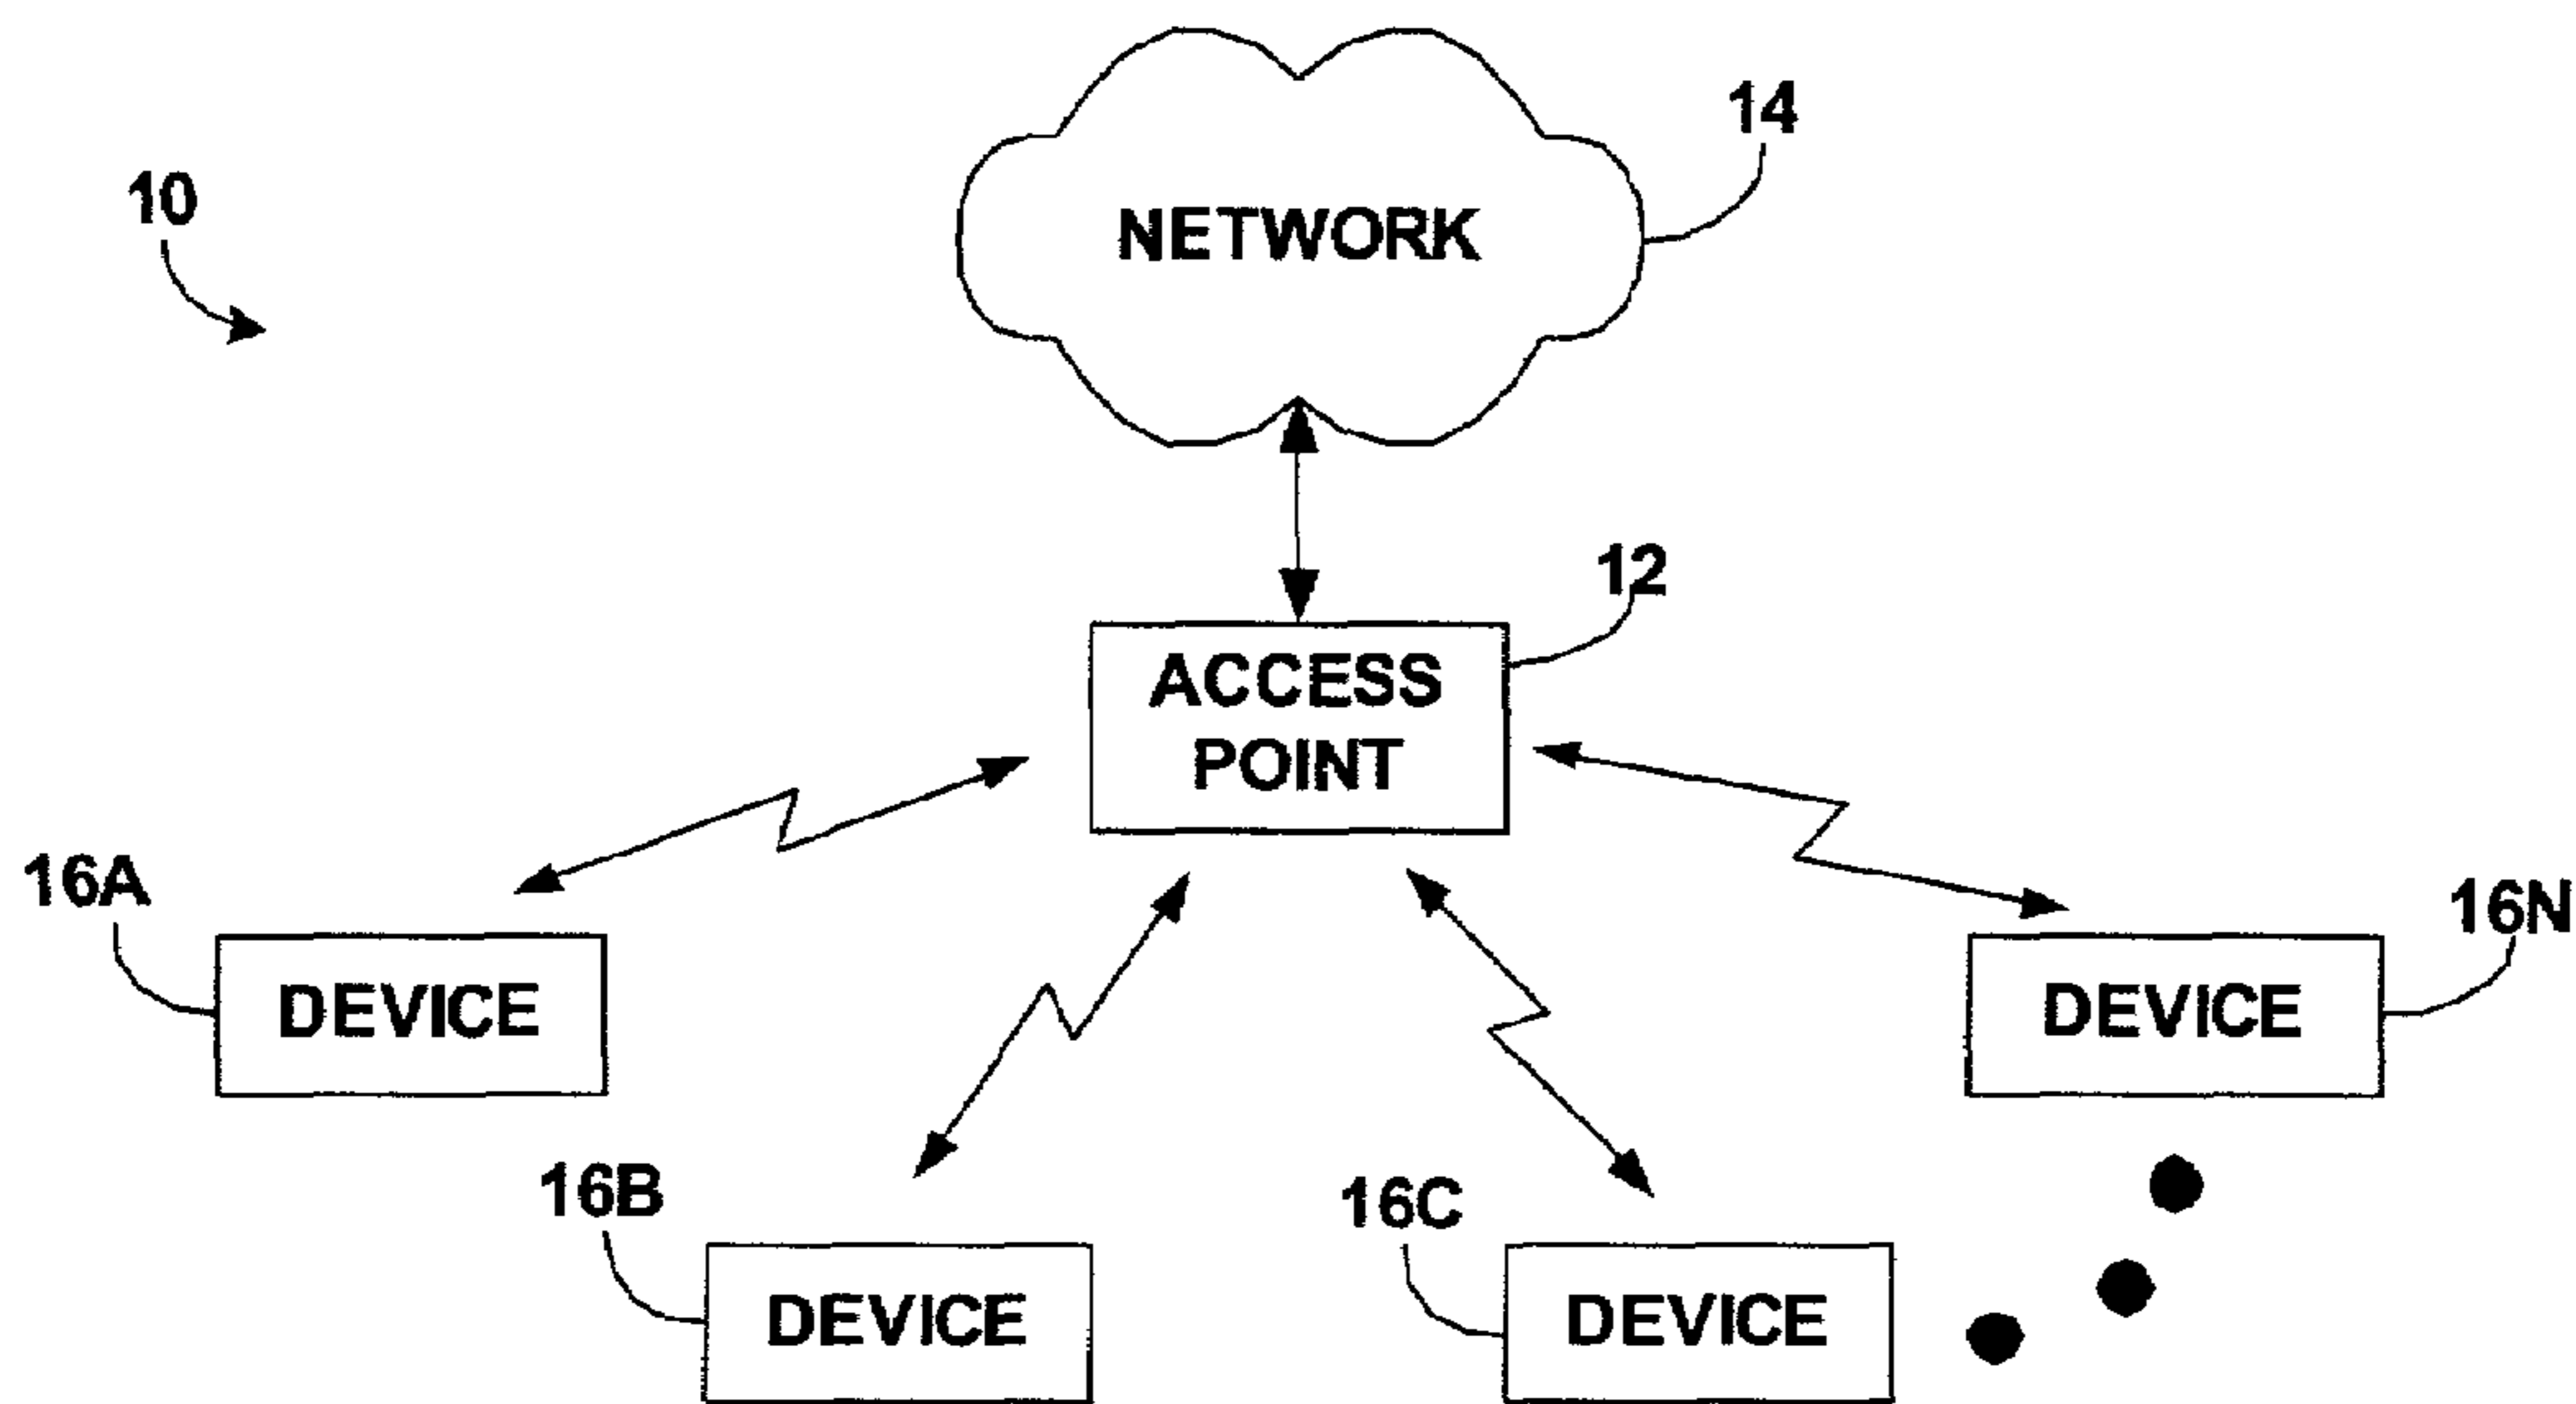 14
10
NETWORK
12
ACCESS
POINT
16A
16N
DEVICE
DEVICE
16B
16C
DEVICE
DEVICE